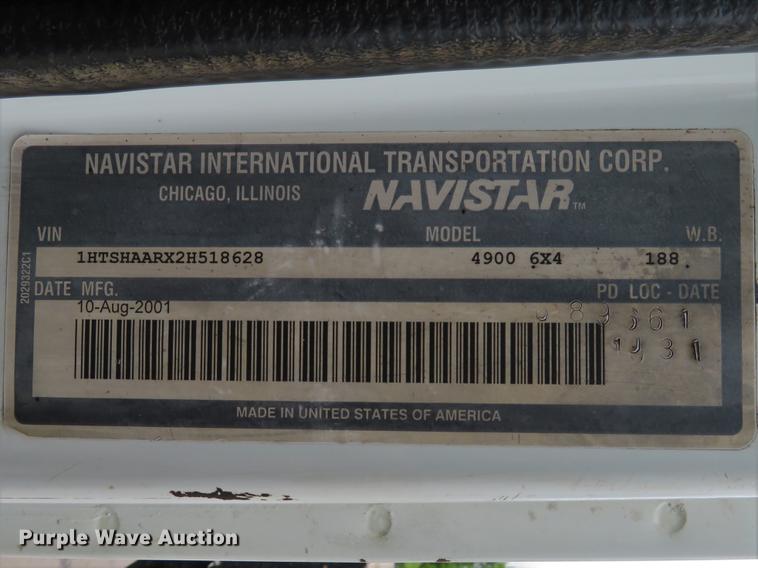 NAVISTAR INTERNATIONAL TRANSPORTATION CORP.
CHICAGO, ILLINOIS NAVISTAR™
VIN MODEL W.B.
1HTSHAARX2H518628 4900 6X4 188.
2029322C1
DATE MFG. PD LOC - DATE
10-Aug-2001
MADE IN UNITED STATES OF AMERICA
Purple Wave Auction